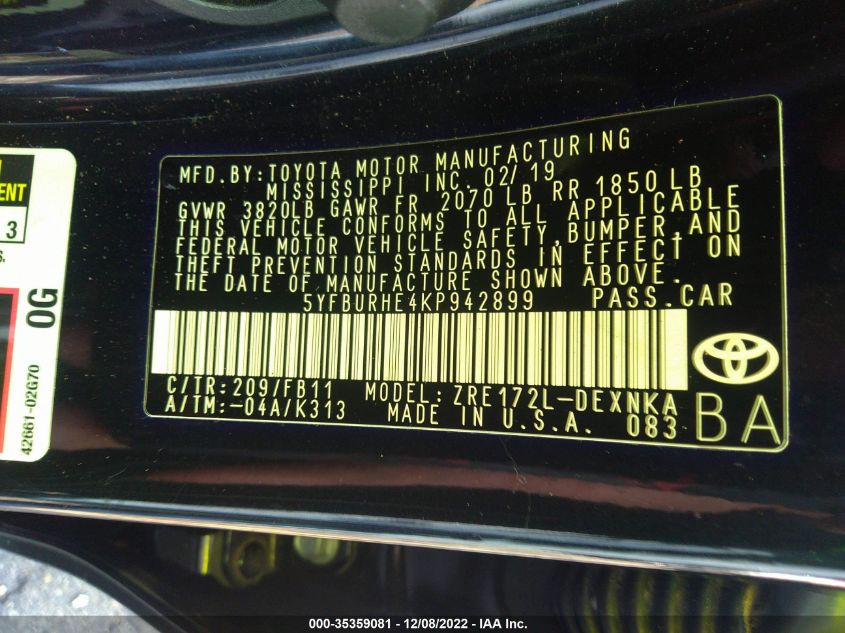 MFD.BY:TOYOTA MOTOR MANUFACTURING
MISSISSIPPI INC. 02/19
GVWR 3820LB GAWR FR 2070 LB RR 1850 LB
THIS VEHICLE CONFORMS TO ALL APPLICABLE
FEDERAL MOTOR VEHICLE SAFETY,BUMPER,AND
THEFT PREVENTION STANDARDS IN EFFECT ON
THE DATE OF MANUFACTURE SHOWN ABOVE.
5YFBURHE4KP942899 PASS.CAR
C/TR:209/FB11 MODEL:ZRE172L-DEXNKA
A/TM:-04A/K313 MADE IN U.S.A. 083
BA
3
0G
42661-02G70
000-35359081 - 12/08/2022 - IAA Inc.